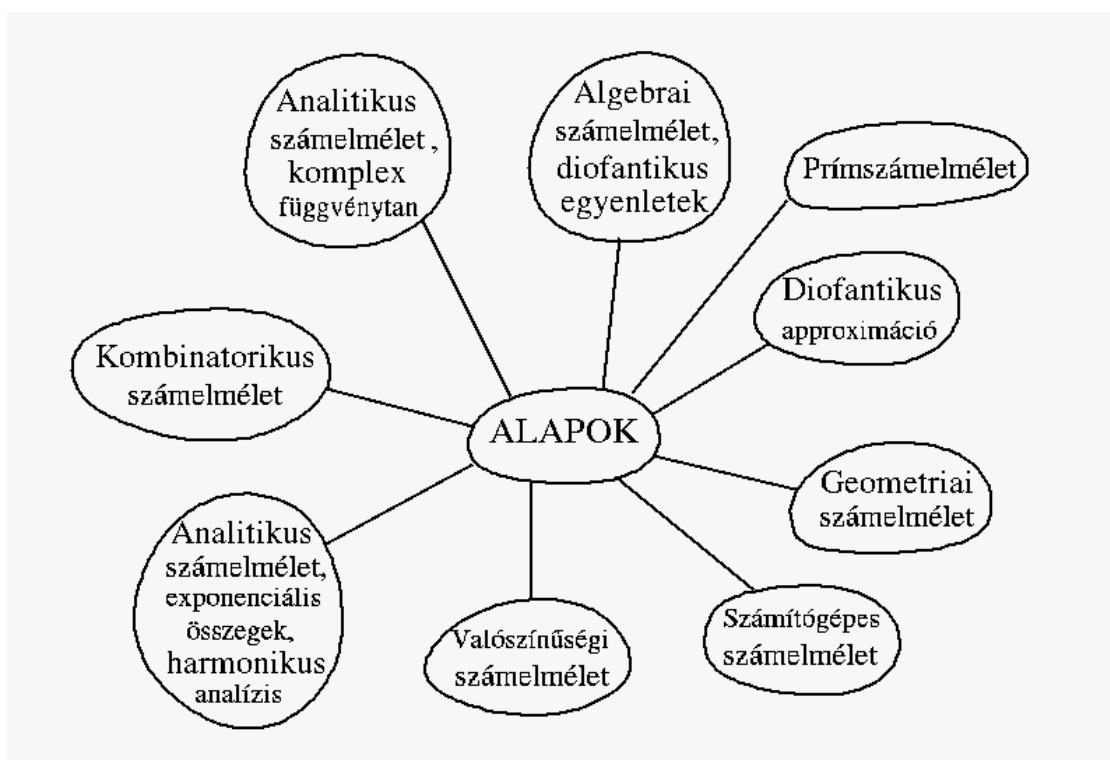 Analitikus
számelmélet ,
komplex
függvénytan
Algebrai
számelmélet,
diofantikus
egyenletek
Prímszámelmélet
Diofantikus
approximáció
Kombinatorikus
számelmélet
ALAPOK
Geometriai
számelmélet
Analitikus
számelmélet,
exponenciális
összegek,
harmonikus
analízis
Valószínűségi
számelmélet
Számítógépes
számelmélet